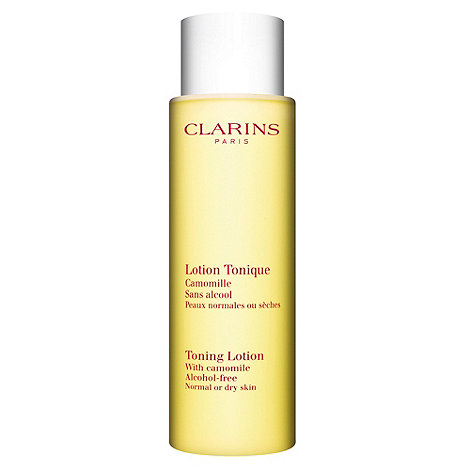 CLARINS
PARIS
Lotion Tonique
Camomille
Sans alcool
Peaux normales ou sèches
Toning Lotion
With camomile
Alcohol-free
Normal or dry skin